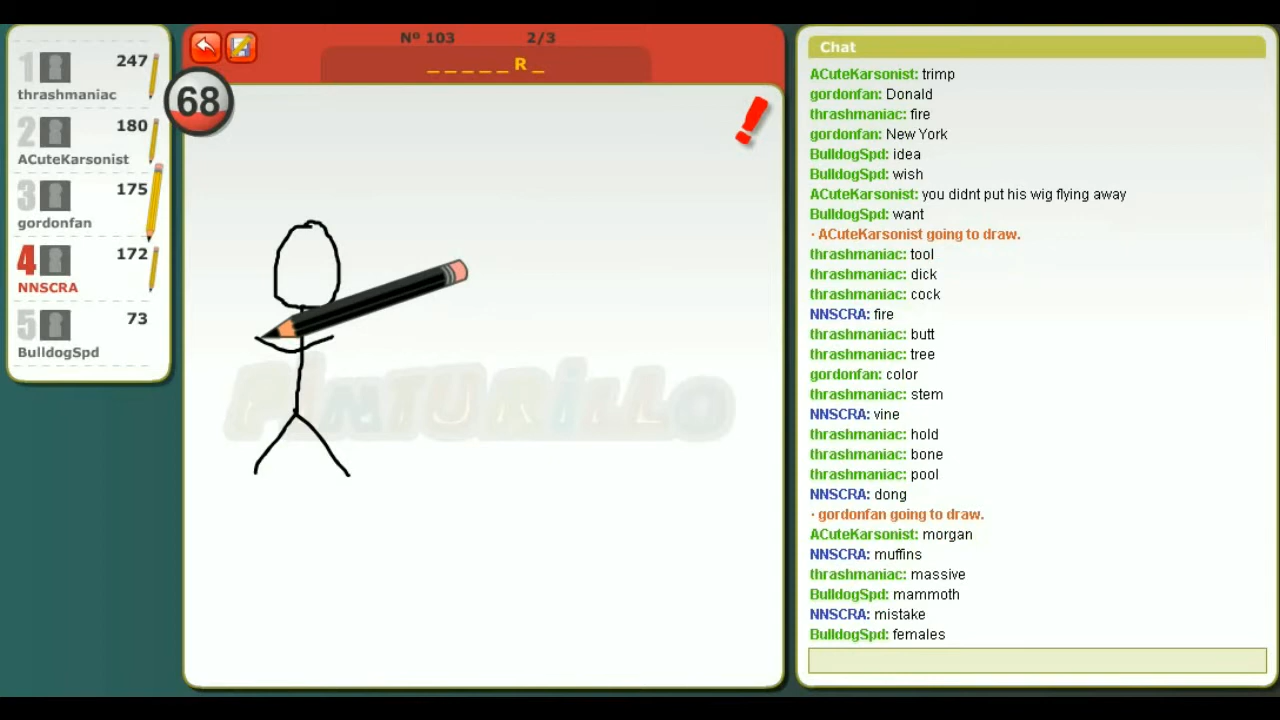 1 247
thrashmaniac
2 180
ACuteKarsonist
3 175
gordonfan
4 172
NNSCRA
5 73
BulldogSpd
68
Nº 103 2/3
_ _ _ _ _ R _
!
PiNTURiLLO
Chat
ACuteKarsonist: trimp
gordonfan: Donald
thrashmaniac: fire
gordonfan: New York
BulldogSpd: idea
BulldogSpd: wish
ACuteKarsonist: you didnt put his wig flying away
BulldogSpd: want
· ACuteKarsonist going to draw.
thrashmaniac: tool
thrashmaniac: dick
thrashmaniac: cock
NNSCRA: fire
thrashmaniac: butt
thrashmaniac: tree
gordonfan: color
thrashmaniac: stem
NNSCRA: vine
thrashmaniac: hold
thrashmaniac: bone
thrashmaniac: pool
NNSCRA: dong
· gordonfan going to draw.
ACuteKarsonist: morgan
NNSCRA: muffins
thrashmaniac: massive
BulldogSpd: mammoth
NNSCRA: mistake
BulldogSpd: females